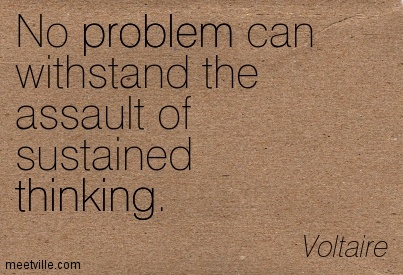 No problem can
withstand the
assault of
sustained
thinking.
Voltaire
meetville.com